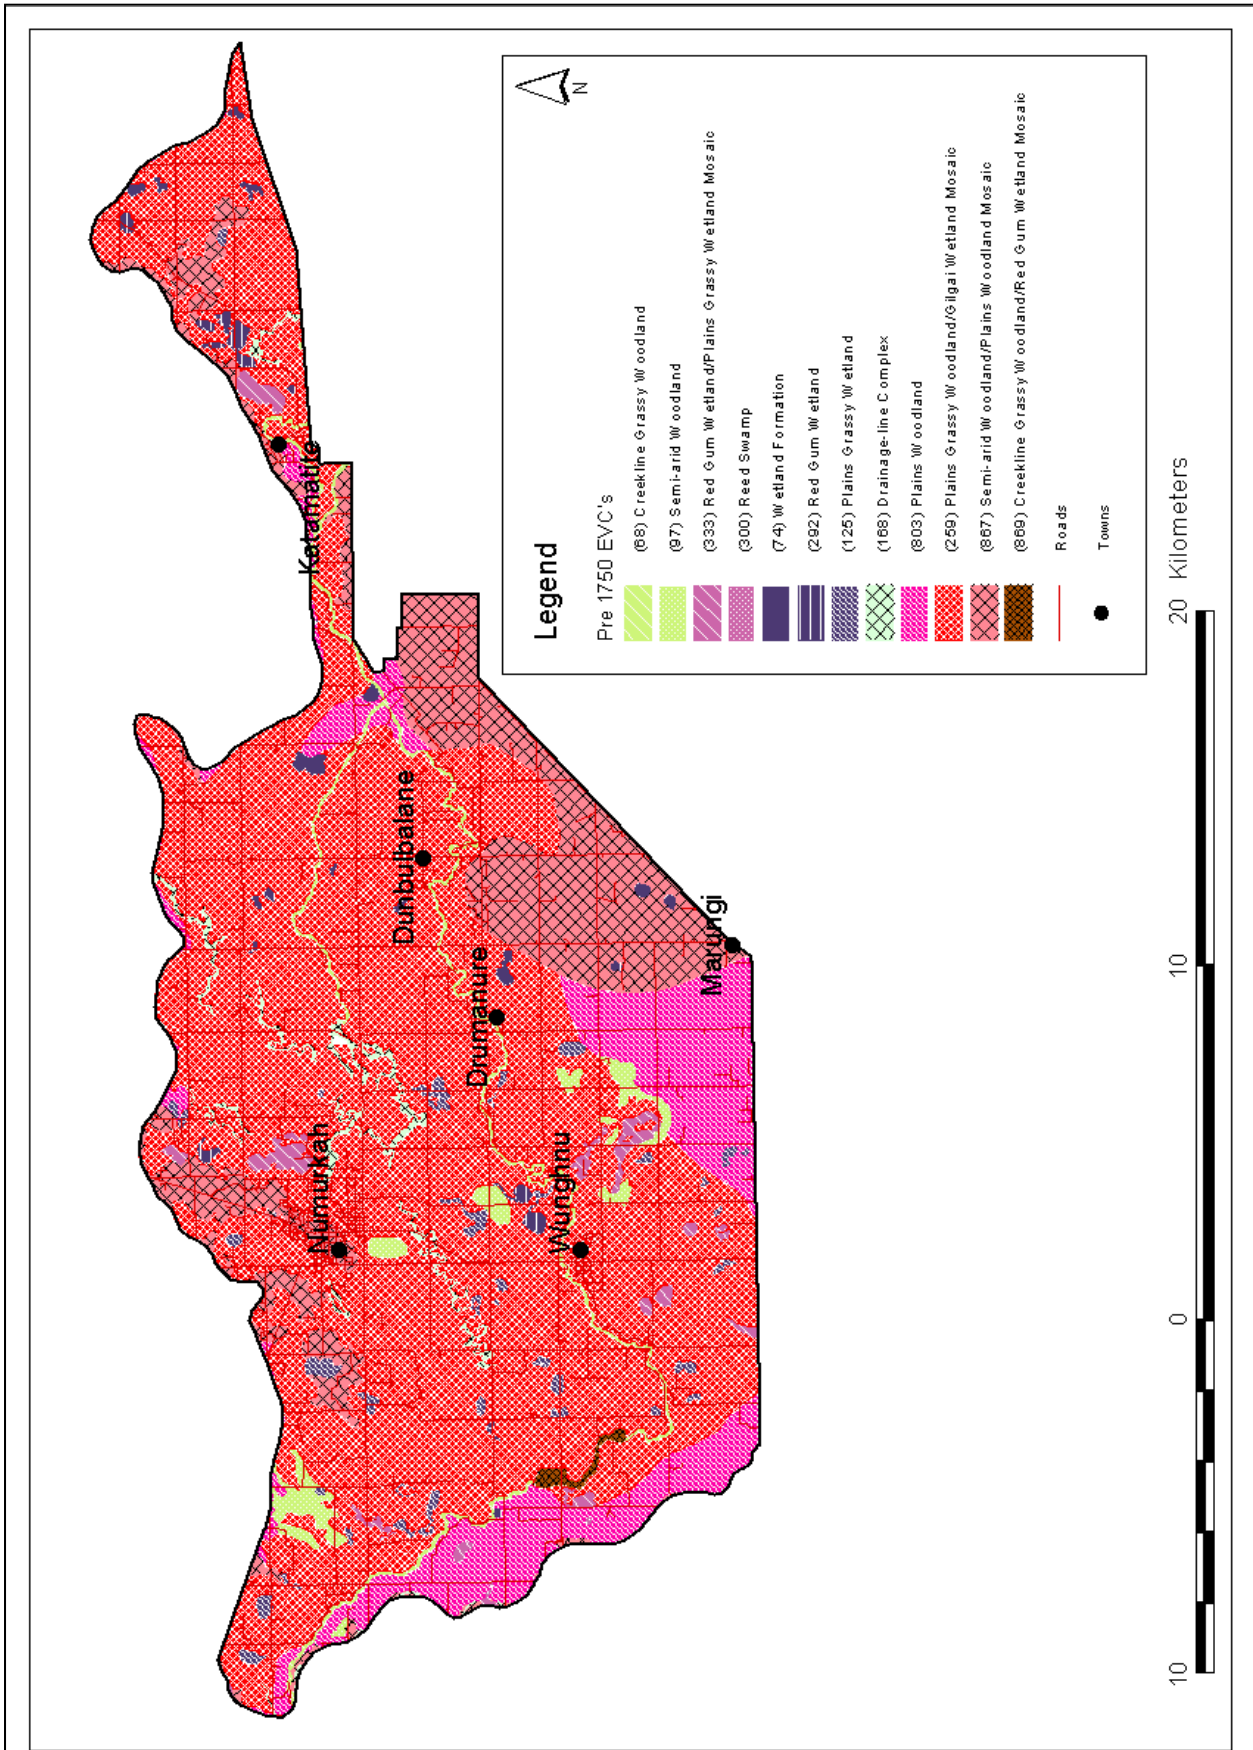 Katamatite
Numurkah
Dunbulbalane
Drumanure
Wunghnu
Marungi
N
Legend
Pre 1750 EVC's
(68) Creekline Grassy Woodland
(97) Semi-arid Woodland
(333) Red Gum Wetland/Plains Grassy Wetland Mosaic
(300) Reed Swamp
(74) Wetland Formation
(292) Red Gum Wetland
(125) Plains Grassy Wetland
(168) Drainage-line Complex
(803) Plains Woodland
(259) Plains Grassy Woodland/Gilgai Wetland Mosaic
(867) Semi-arid Woodland/Plains Woodland Mosaic
(869) Creekline Grassy Woodland/Red Gum Wetland Mosaic
Roads
Towns
10 0 10 20 Kilometers